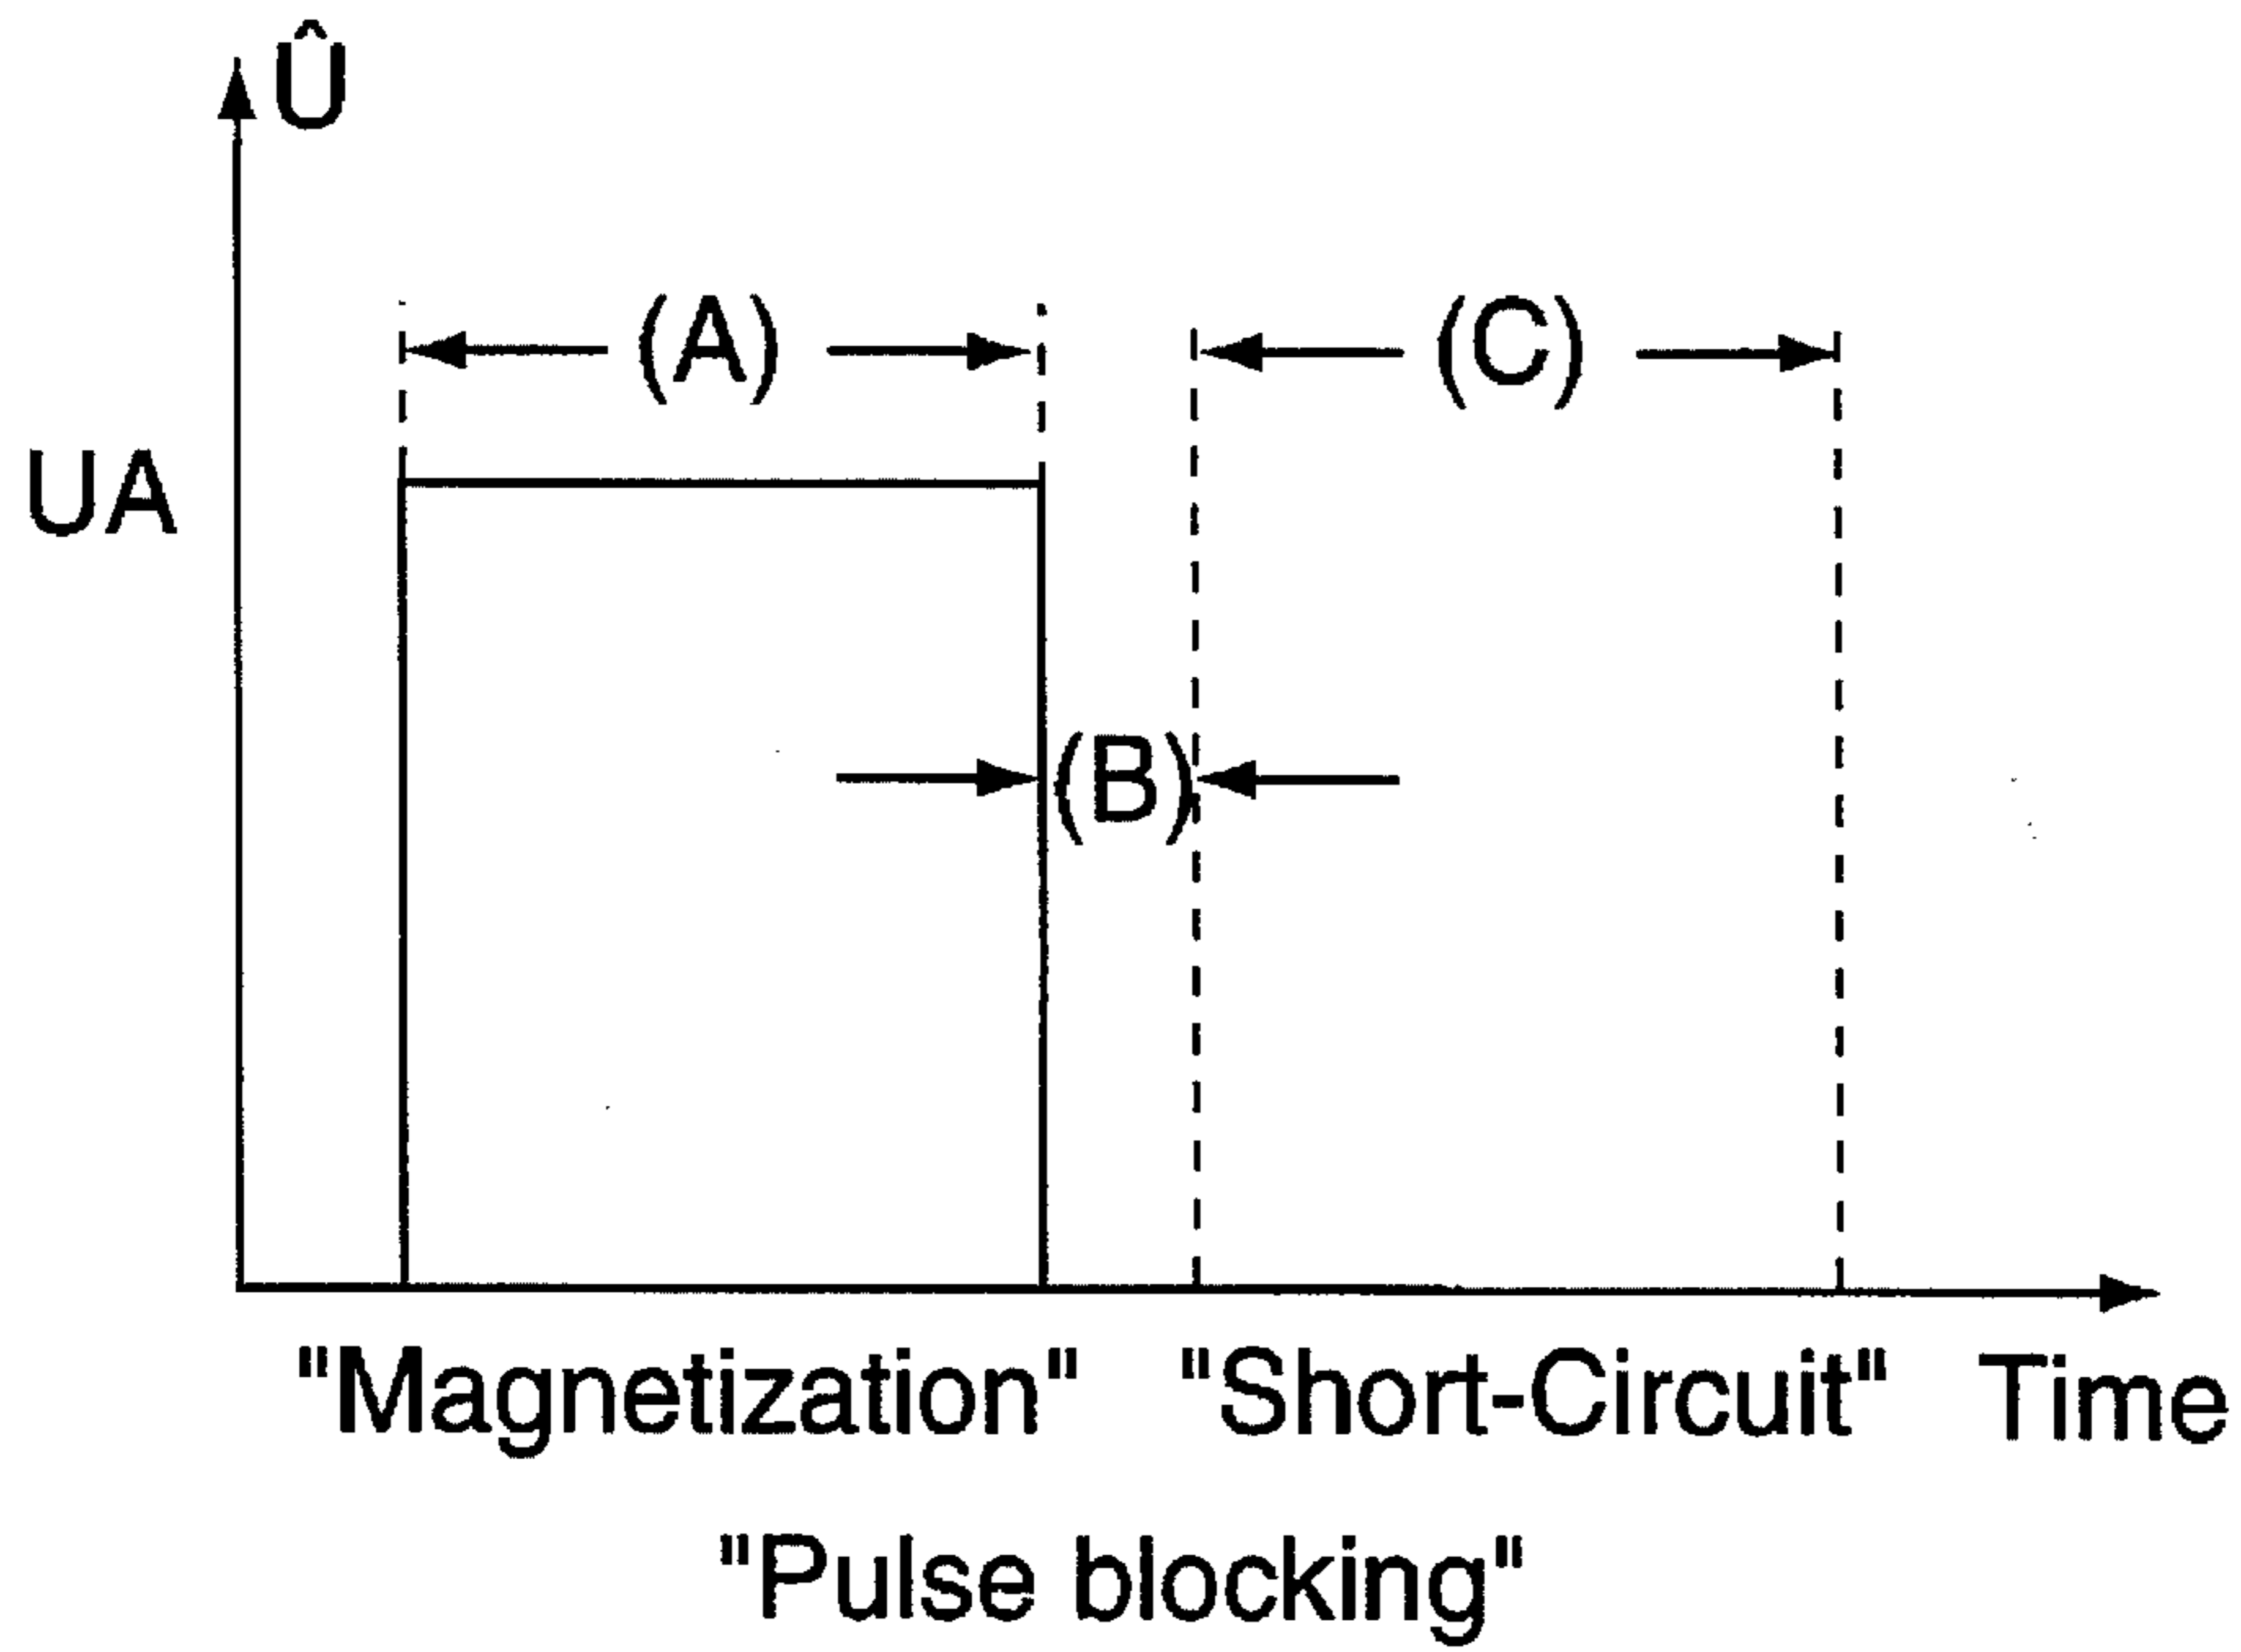 Û
(A) (C)
UA
(B)
"Magnetization" "Short-Circuit" Time
"Pulse blocking"